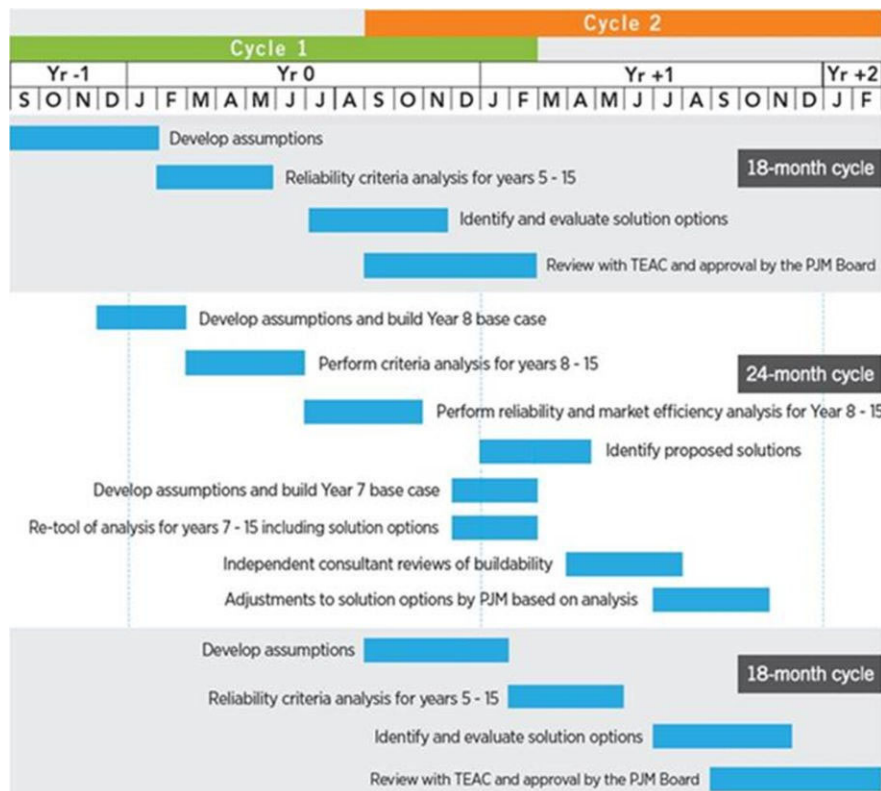 Cycle 2
Cycle 1
Yr -1 Yr 0 Yr +1 Yr +2
S O N D J F M A M J J A S O N D J F M A M J J A S O N D J F
Develop assumptions
Reliability criteria analysis for years 5 - 15
18-month cycle
Identify and evaluate solution options
Review with TEAC and approval by the PJM Board
Develop assumptions and build Year 8 base case
Perform criteria analysis for years 8 - 15
24-month cycle
Perform reliability and market efficiency analysis for Year 8 - 15
Identify proposed solutions
Develop assumptions and build Year 7 base case
Re-tool of analysis for years 7 - 15 including solution options
Independent consultant reviews of buildability
Adjustments to solution options by PJM based on analysis
Develop assumptions
18-month cycle
Reliability criteria analysis for years 5 - 15
Identify and evaluate solution options
Review with TEAC and approval by the PJM Board